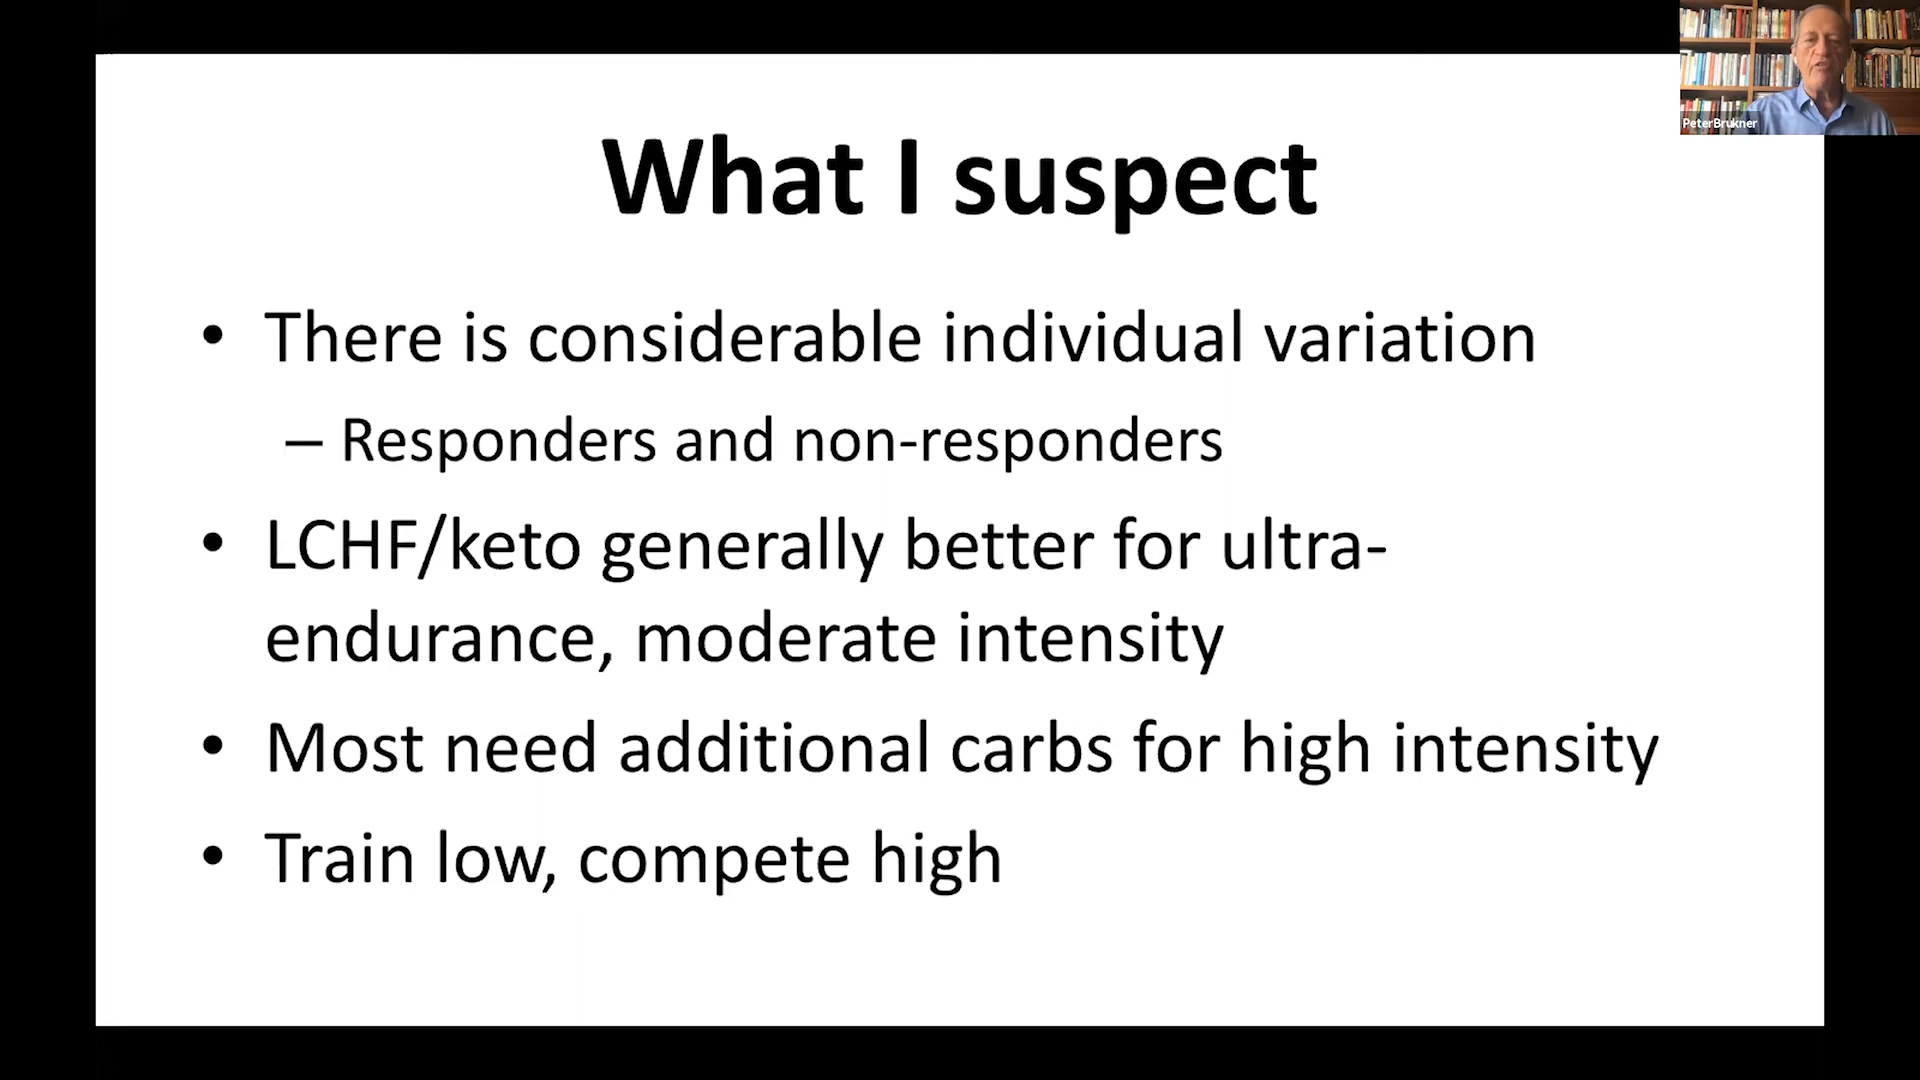 PeterBrukner
What I suspect
• There is considerable individual variation
– Responders and non-responders
• LCHF/keto generally better for ultra-
endurance, moderate intensity
• Most need additional carbs for high intensity
• Train low, compete high